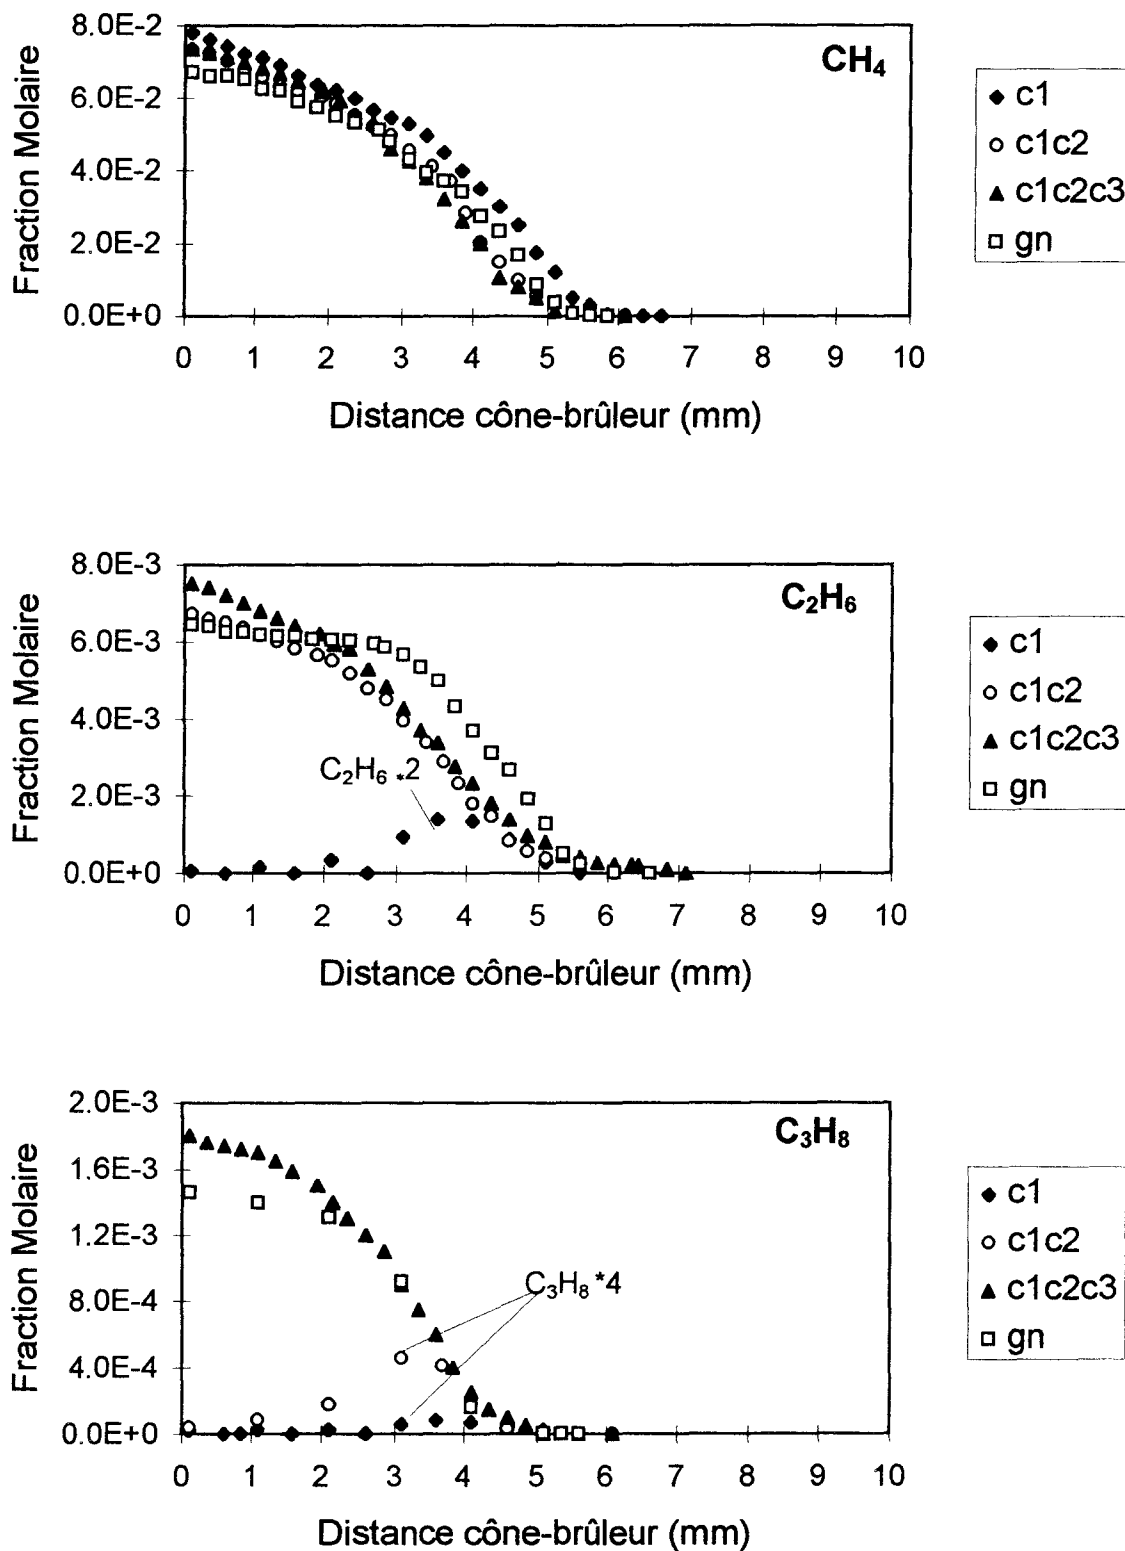 8.0E-2
6.0E-2
4.0E-2
2.0E-2
0.0E+0
Fraction Molaire
CH₄
0 1 2 3 4 5 6 7 8 9 10
Distance cône-brûleur (mm)
c1
c1c2
c1c2c3
gn
8.0E-3
6.0E-3
4.0E-3
2.0E-3
0.0E+0
Fraction Molaire
C₂H₆
C₂H₆ *2
0 1 2 3 4 5 6 7 8 9 10
Distance cône-brûleur (mm)
c1
c1c2
c1c2c3
gn
2.0E-3
1.6E-3
1.2E-3
8.0E-4
4.0E-4
0.0E+0
Fraction Molaire
C₃H₈
C₃H₈ *4
0 1 2 3 4 5 6 7 8 9 10
Distance cône-brûleur (mm)
c1
c1c2
c1c2c3
gn